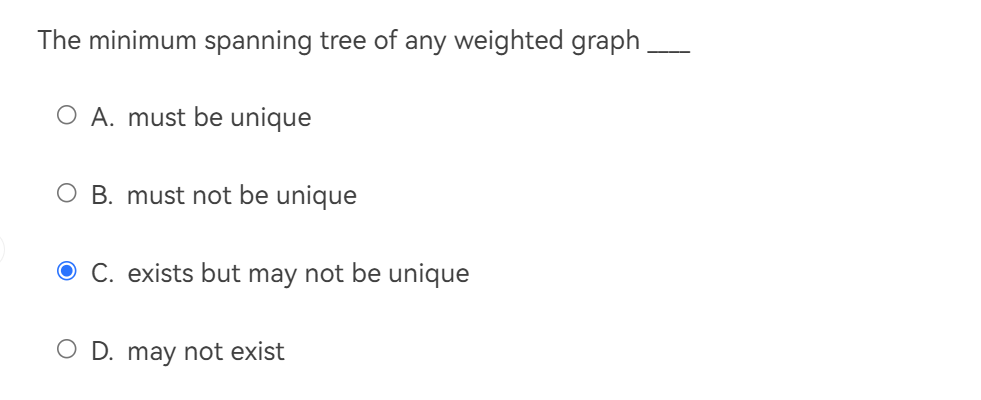 The minimum spanning tree of any weighted graph ____
A. must be unique
B. must not be unique
C. exists but may not be unique
D. may not exist